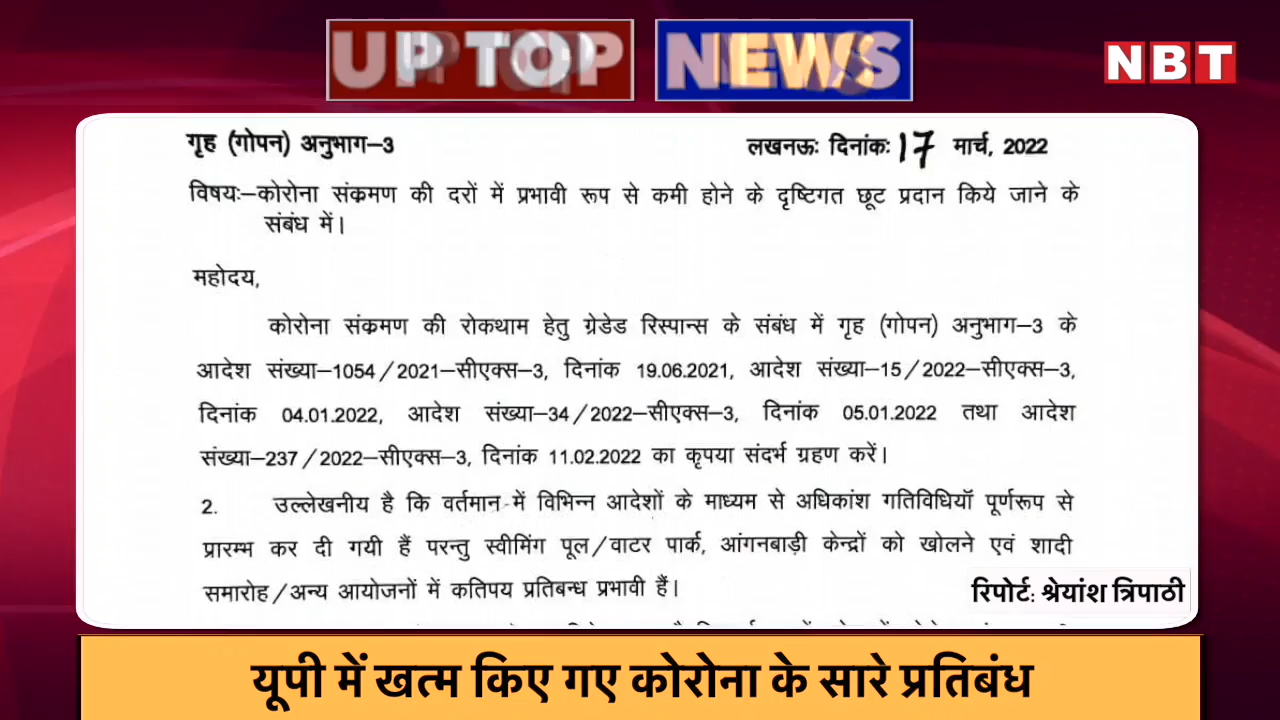 UP TOP NEWS
NBT
गृह (गोपन) अनुभाग–3 लखनऊः दिनांकः 17 मार्च, 2022
विषयः–कोरोना संक्रमण की दरों में प्रभावी रूप से कमी होने के दृष्टिगत छूट प्रदान किये जाने के
संबंध में।
महोदय,
कोरोना संक्रमण की रोकथाम हेतु ग्रेडेड रिस्पान्स के संबंध में गृह (गोपन) अनुभाग–3 के
आदेश संख्या–1054/2021–सीएक्स–3, दिनांक 19.06.2021, आदेश संख्या–15/2022–सीएक्स–3,
दिनांक 04.01.2022, आदेश संख्या–34/2022–सीएक्स–3, दिनांक 05.01.2022 तथा आदेश
संख्या–237/2022–सीएक्स–3, दिनांक 11.02.2022 का कृपया संदर्भ ग्रहण करें।
2. उल्लेखनीय है कि वर्तमान में विभिन्न आदेशों के माध्यम से अधिकांश गतिविधियॉ पूर्णरूप से
प्रारम्भ कर दी गयी हैं परन्तु स्वीमिंग पूल/वाटर पार्क, आंगनबाड़ी केन्द्रों को खोलने एवं शादी
समारोह/अन्य आयोजनों में कतिपय प्रतिबन्ध प्रभावी हैं।
रिपोर्ट: श्रेयांश त्रिपाठी
यूपी में खत्म किए गए कोरोना के सारे प्रतिबंध